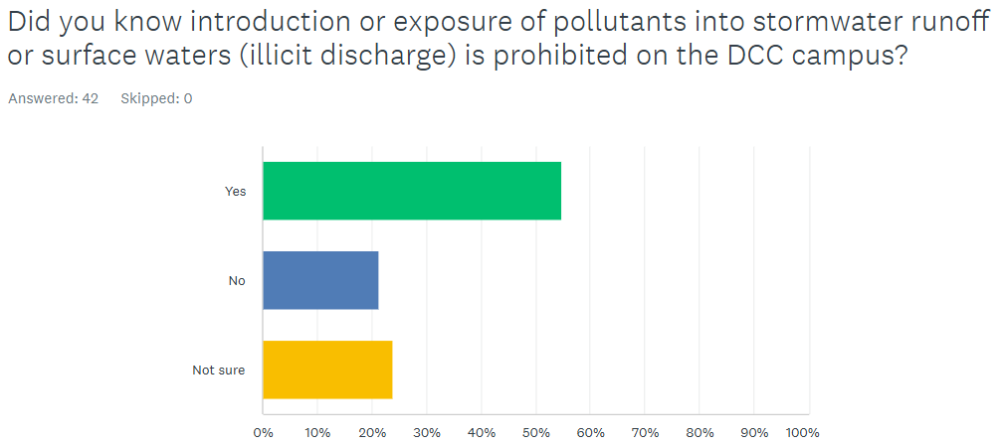 Did you know introduction or exposure of pollutants into stormwater runoff
or surface waters (illicit discharge) is prohibited on the DCC campus?
Answered: 42 Skipped: 0
Yes
No
Not sure
0% 10% 20% 30% 40% 50% 60% 70% 80% 90% 100%